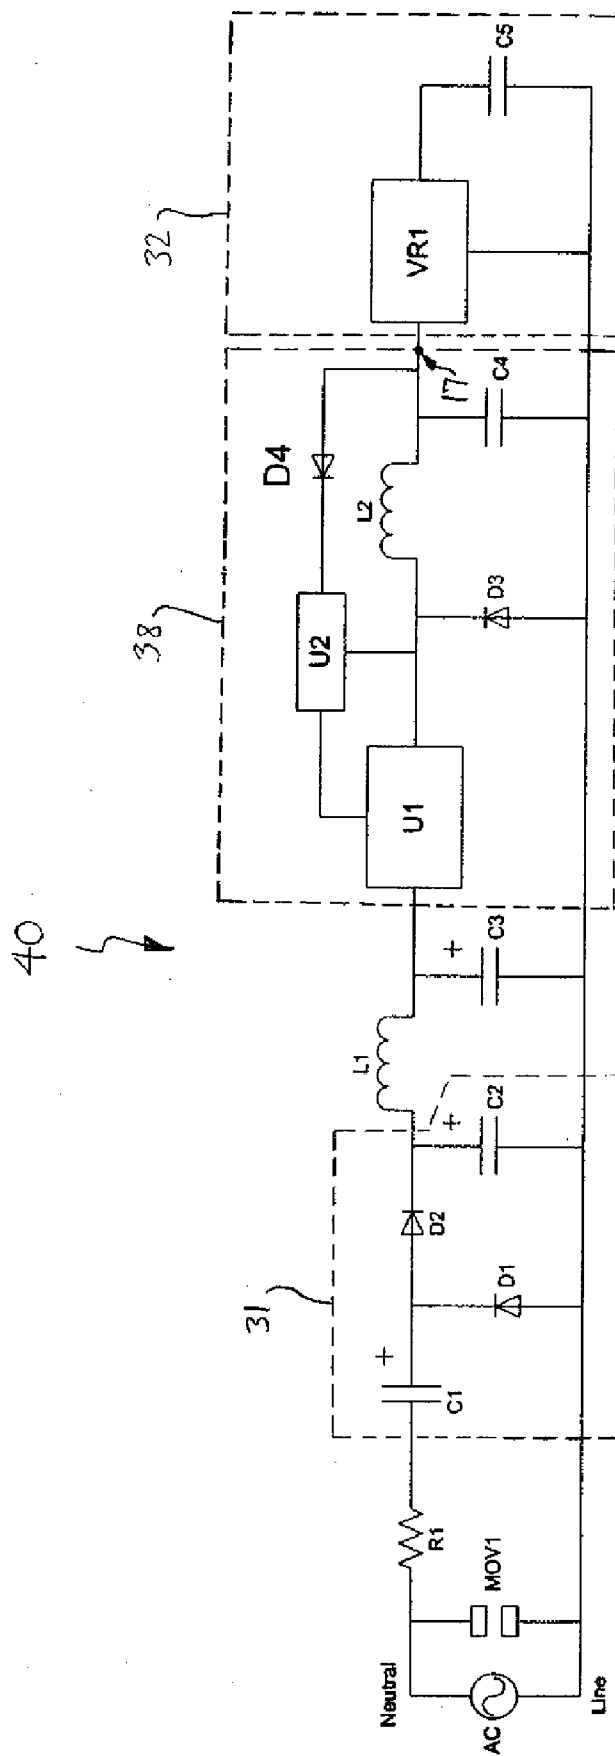 40
31
38
32
Neutral
AC
Line
MOV1
R1
C1
+
D1
D2
+
C2
L1
+
C3
U1
U2
D4
L2
D3
C4
17
VR1
C5